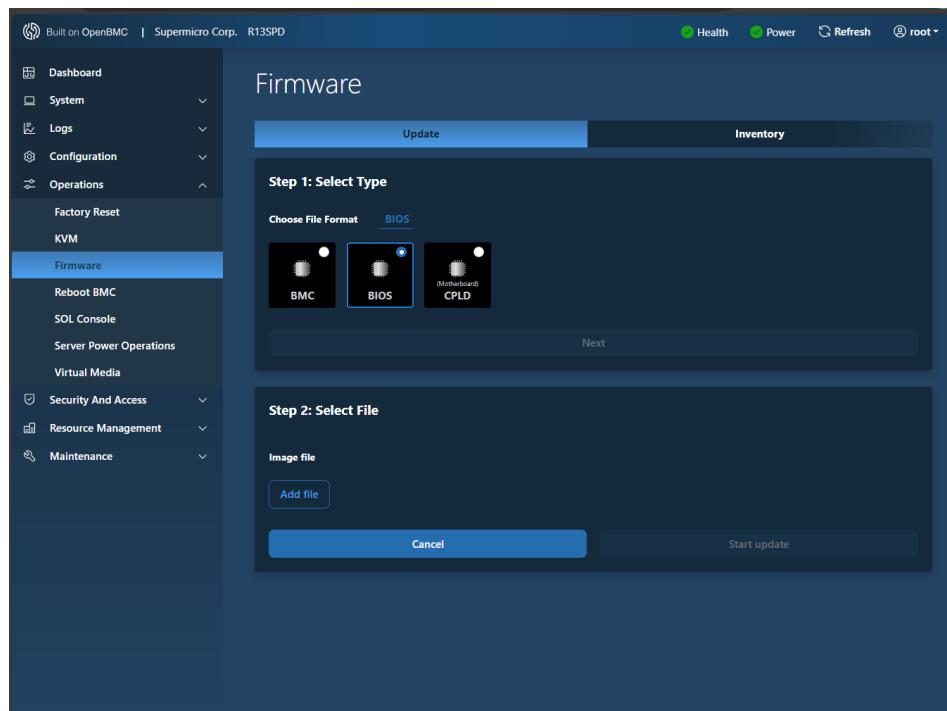 Built on OpenBMC | Supermicro Corp. R13SPD
Health Power Refresh root
Dashboard
System
Logs
Configuration
Operations
Factory Reset
KVM
Firmware
Reboot BMC
SOL Console
Server Power Operations
Virtual Media
Security And Access
Resource Management
Maintenance
Firmware
Update Inventory
Step 1: Select Type
Choose File Format BIOS
BMC
BIOS
(Motherboard)
CPLD
Next
Step 2: Select File
Image file
Add file
Cancel Start update